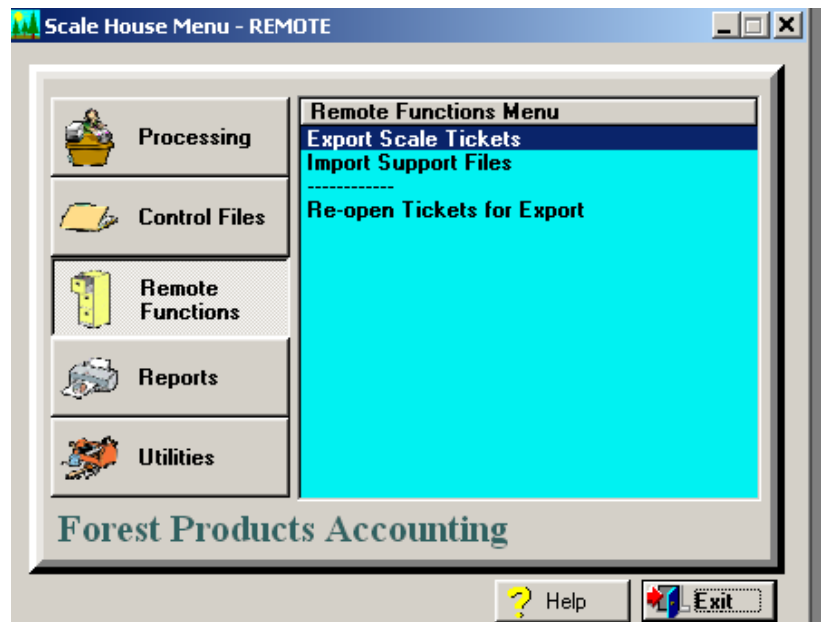 Scale House Menu - REMOTE
Processing
Control Files
Remote
Functions
Reports
Utilities
Remote Functions Menu
Export Scale Tickets
Import Support Files
------------
Re-open Tickets for Export
Forest Products Accounting
Help
Exit